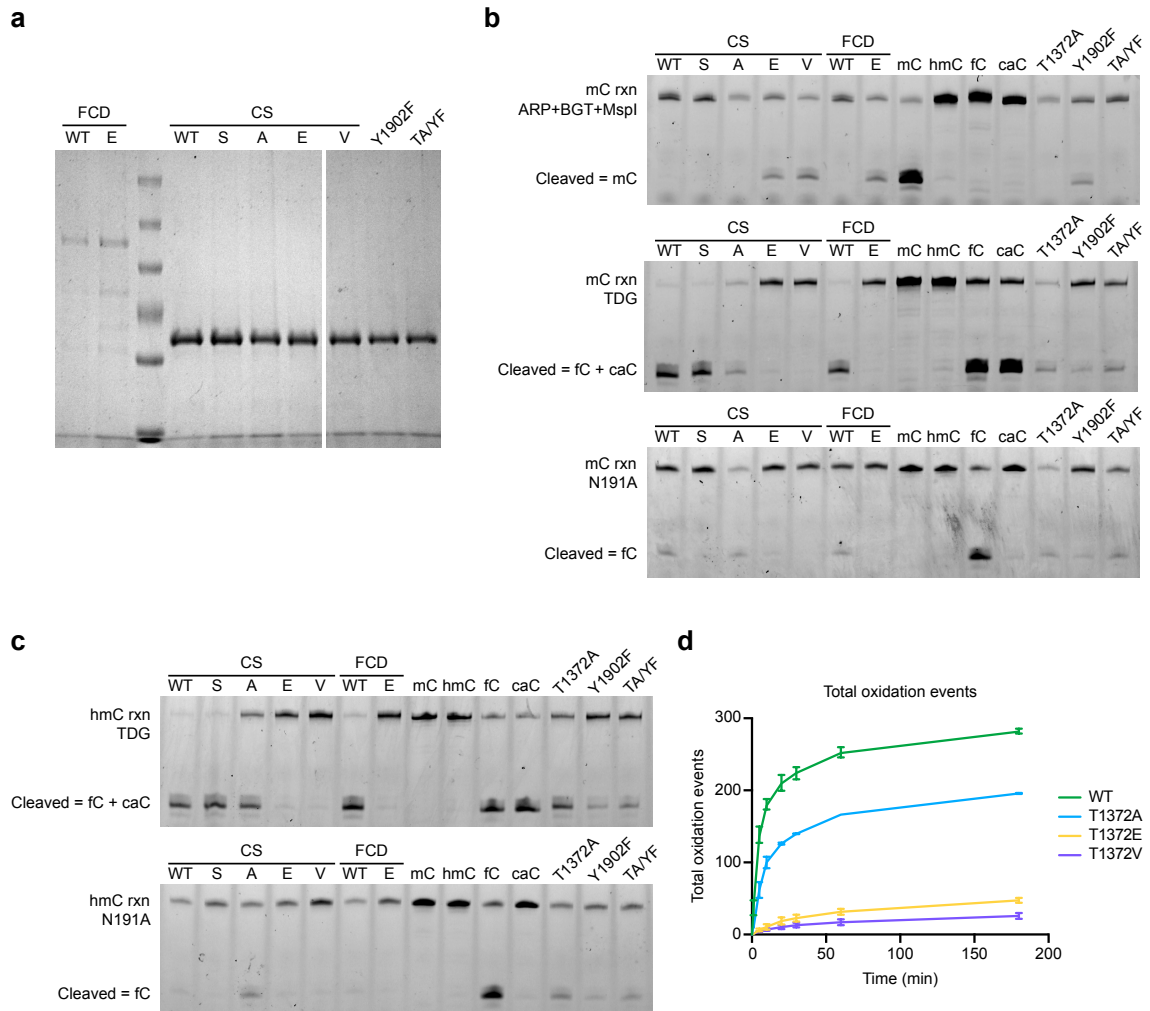 a
FCD
CS
WT E
WT S A E V Y1902F TA/YF
b
CS FCD
WT S A E V WT E mC hmC fC caC T1372A Y1902F TA/YF
mC rxn
ARP+BGT+MspI
Cleaved = mC
CS FCD
WT S A E V WT E mC hmC fC caC T1372A Y1902F TA/YF
mC rxn
TDG
Cleaved = fC + caC
CS FCD
WT S A E V WT E mC hmC fC caC T1372A Y1902F TA/YF
mC rxn
N191A
Cleaved = fC
c
CS FCD
WT S A E V WT E mC hmC fC caC T1372A Y1902F TA/YF
hmC rxn
TDG
Cleaved = fC + caC
CS FCD
WT S A E V WT E mC hmC fC caC T1372A Y1902F TA/YF
hmC rxn
N191A
Cleaved = fC
d
Total oxidation events
Total oxidation events
300
200
100
0
0 50 100 150 200
Time (min)
WT
T1372A
T1372E
T1372V